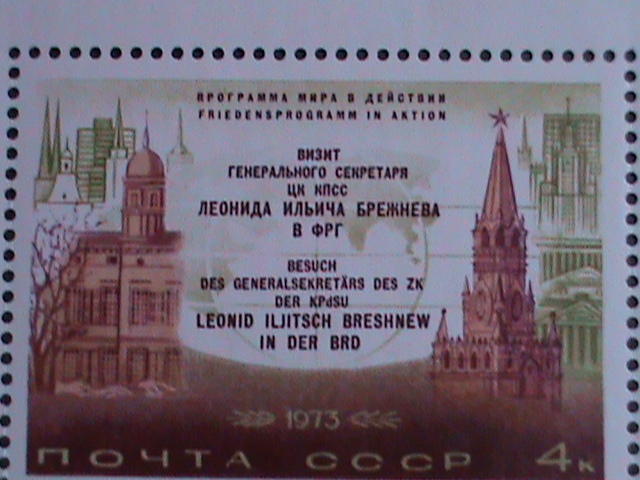 ПРОГРАММА МИРА В ДЕЙСТВИИ
FRIEDENSPROGRAMM IN AKTION
ВИЗИТ
ГЕНЕРАЛЬНОГО СЕКРЕТАРЯ
ЦК КПСС
ЛЕОНИДА ИЛЬИЧА БРЕЖНЕВА
В ФРГ
BESUCH
DES GENERALSEKRETÄRS DES ZK
DER KPdSU
LEONID ILJITSCH BRESHNEW
IN DER BRD
1973
ПОЧТА СССР 4к